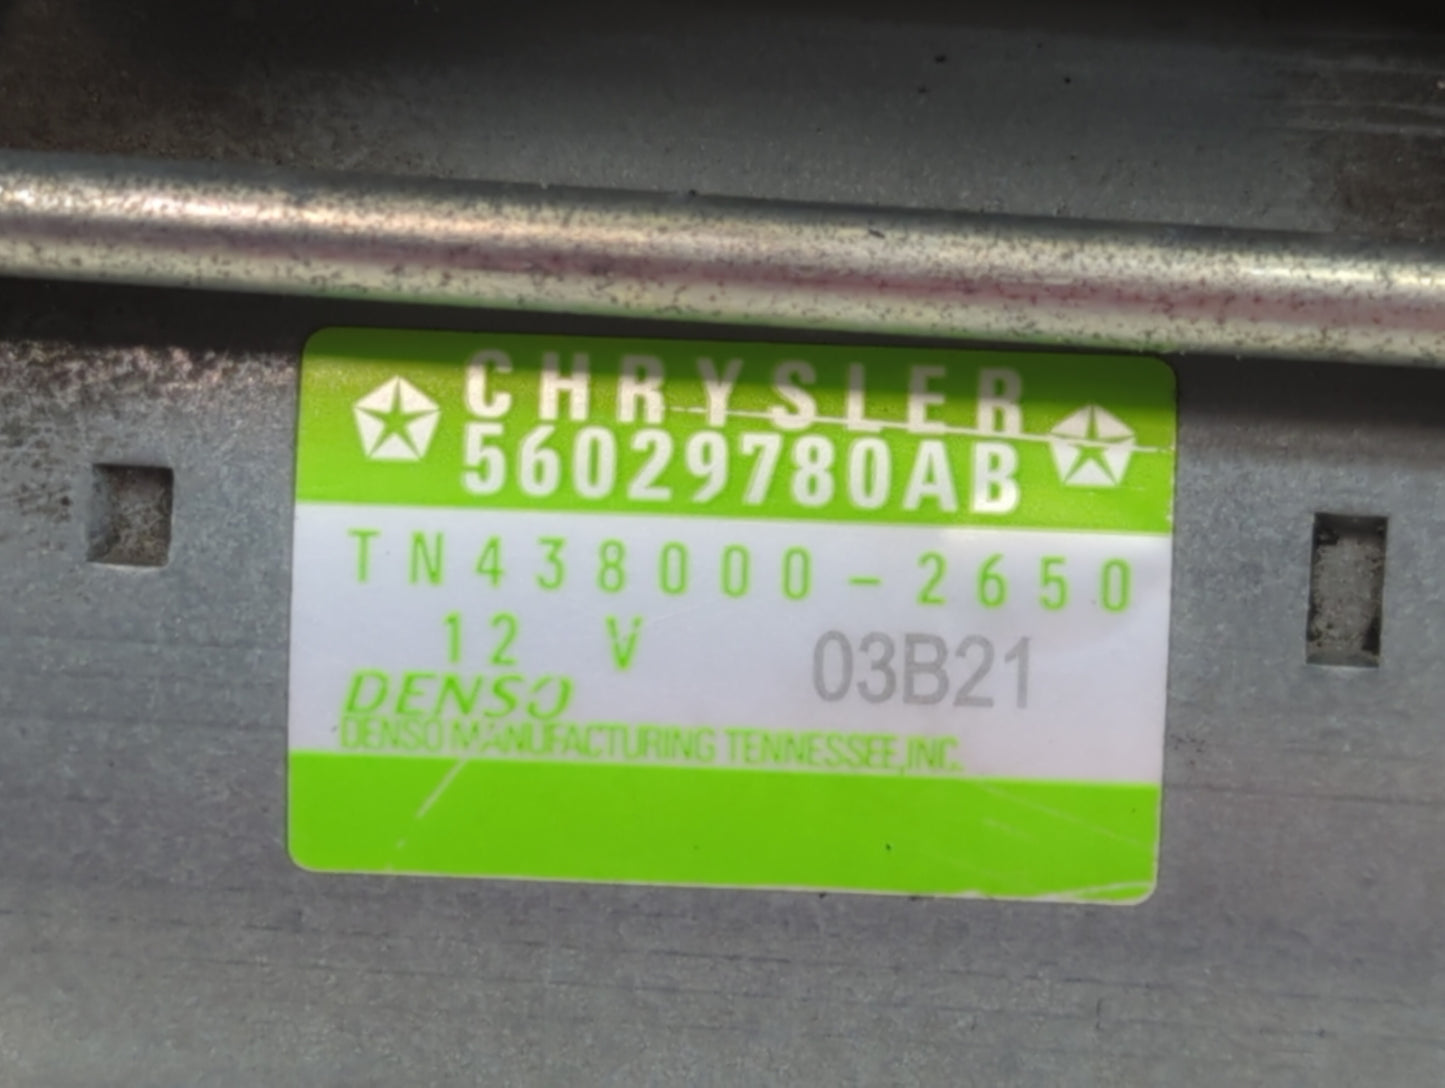 CHRYSLER
56029780AB
TN438000-2650
12 V 03B21
DENSO
DENSO MANUFACTURING TENNESSEE, INC.